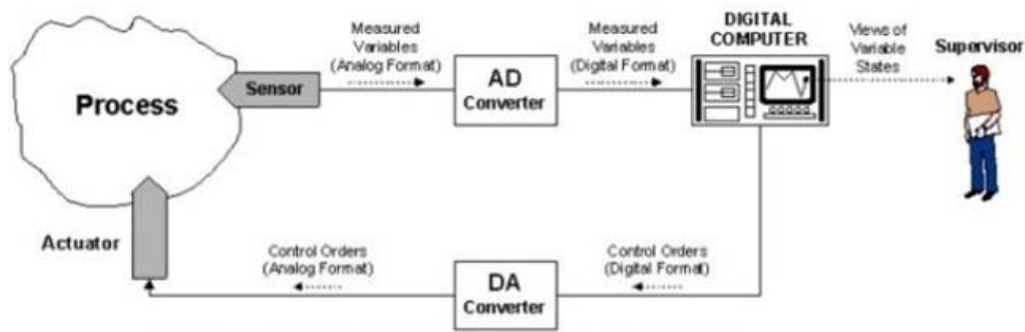 Measured
Variables
(Analog Format)
Measured
Variables
(Digital Format)
DIGITAL
COMPUTER
Views of
Variable
States
Supervisor
Process
Sensor
AD
Converter
Actuator
Control Orders
(Analog Format)
DA
Converter
Control Orders
(Digital Format)